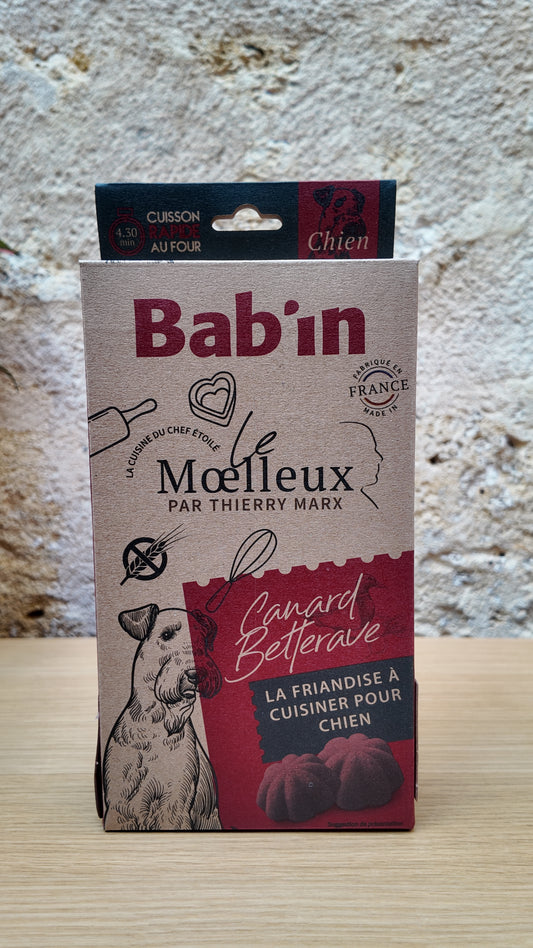 4.30
min
CUISSON
RAPIDE
AU FOUR
Chien
Bab'in
FABRIQUÉ EN
FRANCE
MADE IN
LA CUISINE DU CHEF ÉTOILÉ
Le
Mœlleux
PAR THIERRY MARX
Canard
Betterave
LA FRIANDISE À
CUISINER POUR
CHIEN
Suggestion de présentation